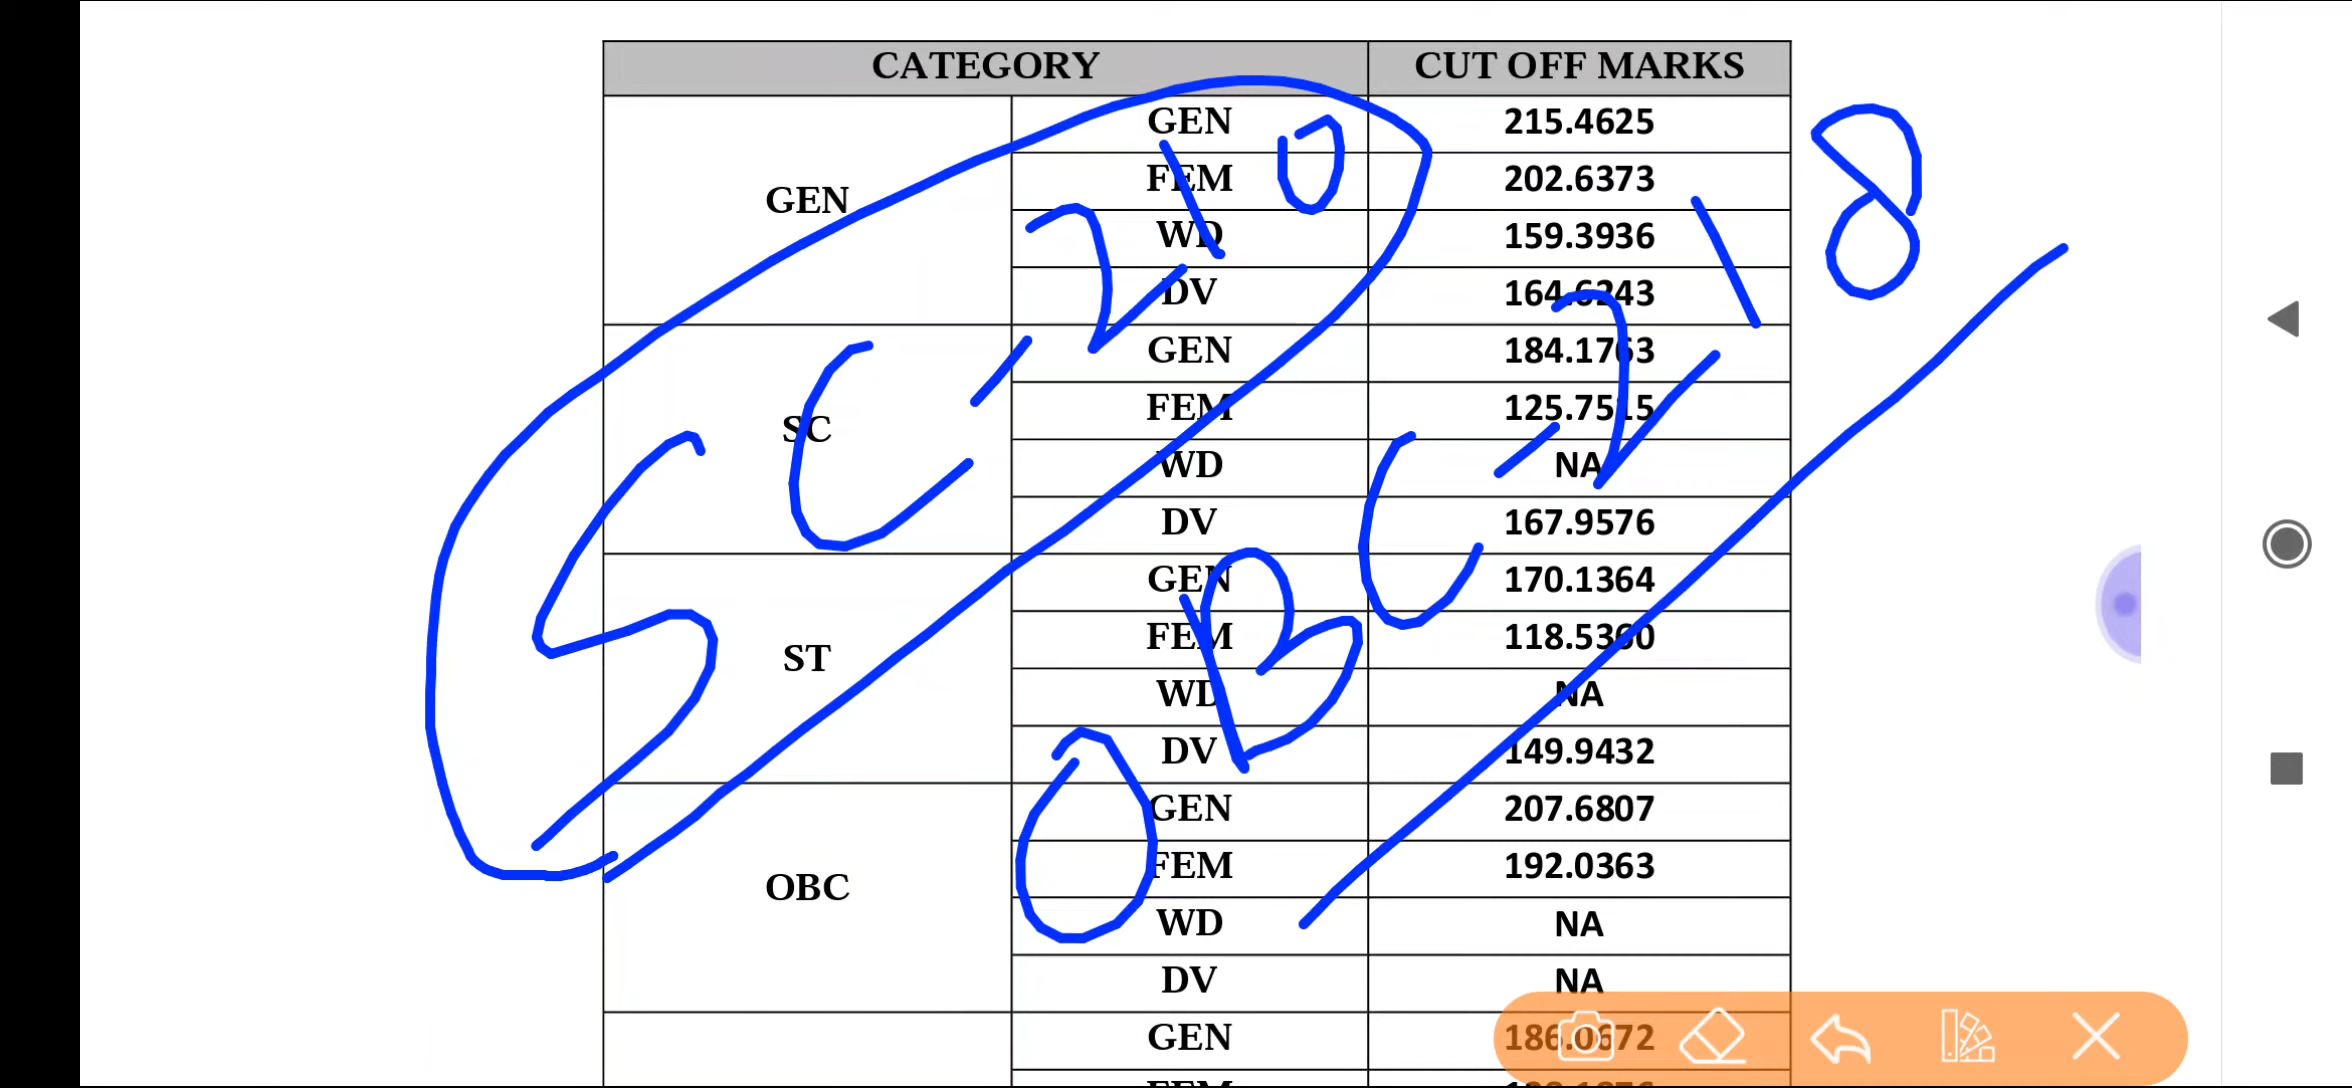 CATEGORY CUT OFF MARKS
GEN GEN 215.4625
FEM 202.6373
WD 159.3936
DV 164.6243
SC GEN 184.1763
FEM 125.7515
WD NA
DV 167.9576
ST GEN 170.1364
FEM 118.5360
WD NA
DV 149.9432
OBC GEN 207.6807
FEM 192.0363
WD NA
DV NA
GEN 186.0672
FEM
SC-210
OBC-218